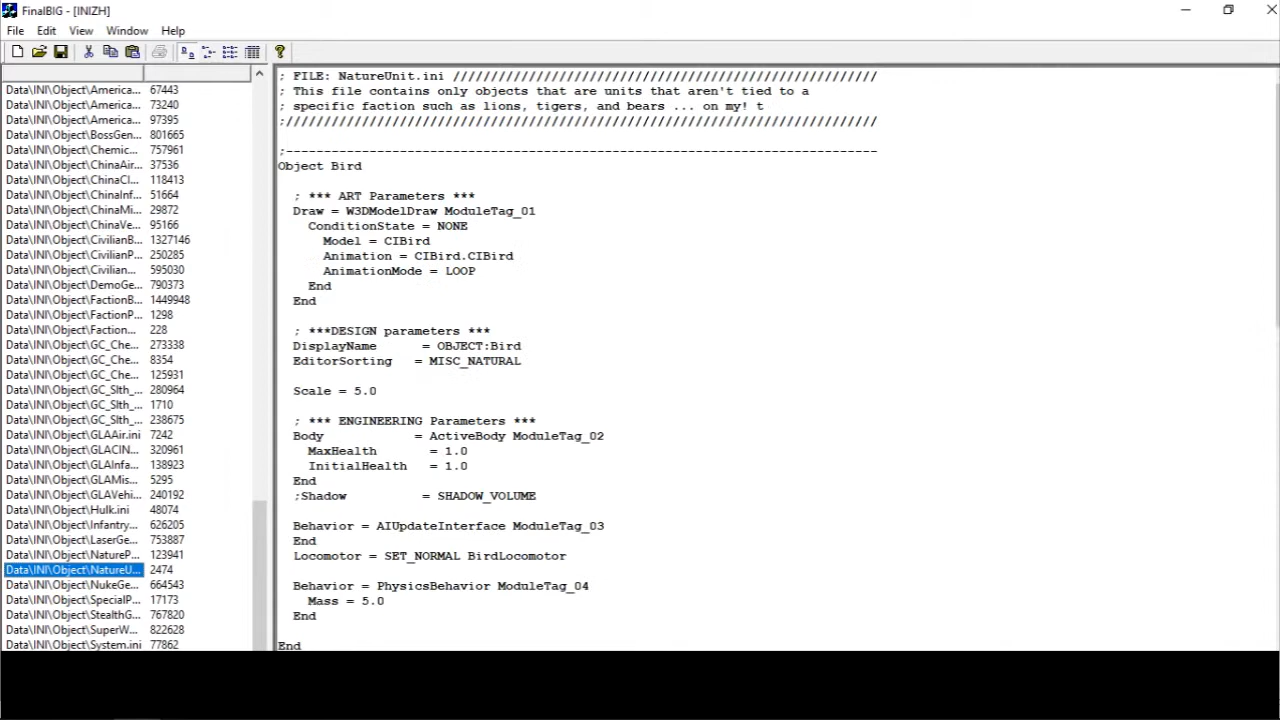 FinalBIG - [INIZH]
File Edit View Window Help
Data\INI\Object\America... 67443
Data\INI\Object\America... 73240
Data\INI\Object\America... 97395
Data\INI\Object\BossGen... 801665
Data\INI\Object\Chemic... 757961
Data\INI\Object\ChinaAir... 37536
Data\INI\Object\ChinaCI... 118413
Data\INI\Object\ChinaInf... 51664
Data\INI\Object\ChinaMi... 29872
Data\INI\Object\ChinaVe... 95166
Data\INI\Object\CivilianB... 1327146
Data\INI\Object\CivilianP... 250285
Data\INI\Object\Civilian... 595030
Data\INI\Object\DemoGe... 790373
Data\INI\Object\FactionB... 1449948
Data\INI\Object\FactionP... 1298
Data\INI\Object\Faction... 228
Data\INI\Object\GC_Che... 273338
Data\INI\Object\GC_Che... 8354
Data\INI\Object\GC_Che... 125931
Data\INI\Object\GC_Slth_... 280964
Data\INI\Object\GC_Slth_... 1710
Data\INI\Object\GC_Slth_... 238675
Data\INI\Object\GLAAir.ini 7242
Data\INI\Object\GLACIN... 320961
Data\INI\Object\GLAInfa... 138923
Data\INI\Object\GLAMis... 5295
Data\INI\Object\GLAVehi... 240192
Data\INI\Object\Hulk.ini 48074
Data\INI\Object\Infantry... 626205
Data\INI\Object\LaserGe... 753887
Data\INI\Object\NatureP... 123941
Data\INI\Object\NatureU... 2474
Data\INI\Object\NukeGe... 664543
Data\INI\Object\SpecialP... 17173
Data\INI\Object\StealthG... 767820
Data\INI\Object\SuperW... 822628
Data\INI\Object\System.ini 77862
; FILE: NatureUnit.ini ////////////////////////////////////////////////////////
; This file contains only objects that are units that aren't tied to a
; specific faction such as lions, tigers, and bears ... on my! t
;//////////////////////////////////////////////////////////////////////////////
;------------------------------------------------------------------------------
Object Bird
; *** ART Parameters ***
Draw = W3DModelDraw ModuleTag_01
ConditionState = NONE
Model = CIBird
Animation = CIBird.CIBird
AnimationMode = LOOP
End
End
; ***DESIGN parameters ***
DisplayName = OBJECT:Bird
EditorSorting = MISC_NATURAL
Scale = 5.0
; *** ENGINEERING Parameters ***
Body = ActiveBody ModuleTag_02
MaxHealth = 1.0
InitialHealth = 1.0
End
;Shadow = SHADOW_VOLUME
Behavior = AIUpdateInterface ModuleTag_03
End
Locomotor = SET_NORMAL BirdLocomotor
Behavior = PhysicsBehavior ModuleTag_04
Mass = 5.0
End
End